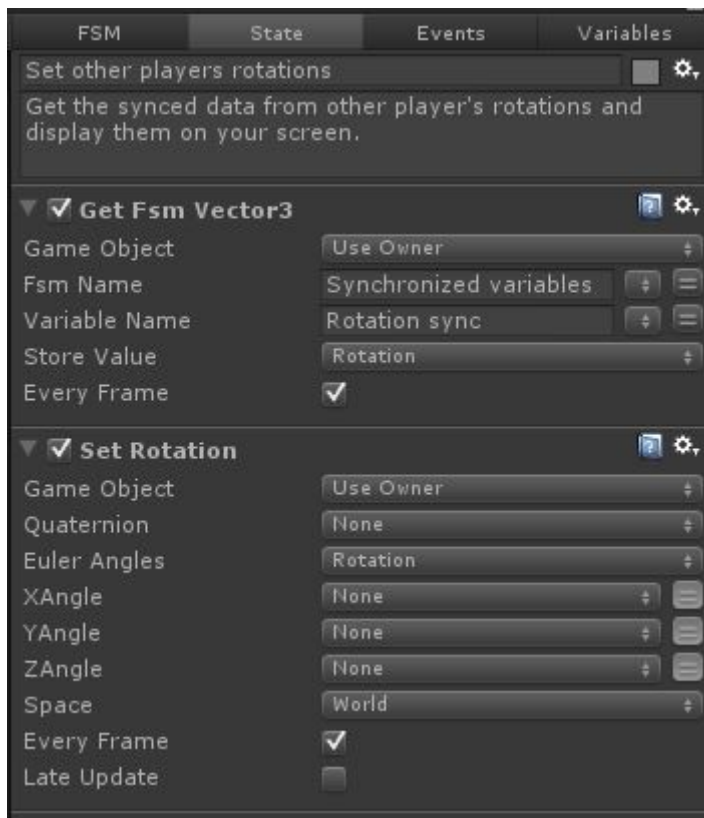 FSM State Events Variables
Set other players rotations
Get the synced data from other player's rotations and
display them on your screen.
Get Fsm Vector3
Game Object Use Owner
Fsm Name Synchronized variables
Variable Name Rotation sync
Store Value Rotation
Every Frame
Set Rotation
Game Object Use Owner
Quaternion None
Euler Angles Rotation
XAngle None
YAngle None
ZAngle None
Space World
Every Frame
Late Update